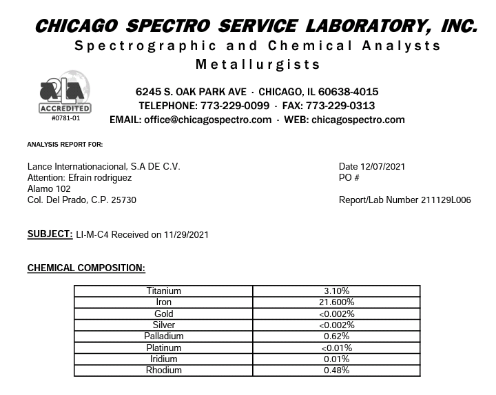 CHICAGO SPECTRO SERVICE LABORATORY, INC.
Spectrographic and Chemical Analysts
Metallurgists
6245 S. OAK PARK AVE · CHICAGO, IL 60638-4015
TELEPHONE: 773-229-0099 · FAX: 773-229-0313
EMAIL: office@chicagospectro.com · WEB: chicagospectro.com
a2la
ACCREDITED
#0781-01
ANALYSIS REPORT FOR:
Lance Internationacional, S.A DE C.V. Date 12/07/2021
Attention: Efrain rodriguez PO #
Alamo 102
Col. Del Prado, C.P. 25730 Report/Lab Number 211129L006
SUBJECT: LI-M-C4 Received on 11/29/2021
CHEMICAL COMPOSITION:
Titanium 3.10%
Iron 21.600%
Gold <0.002%
Silver <0.002%
Palladium 0.62%
Platinum <0.01%
Iridium 0.01%
Rhodium 0.48%